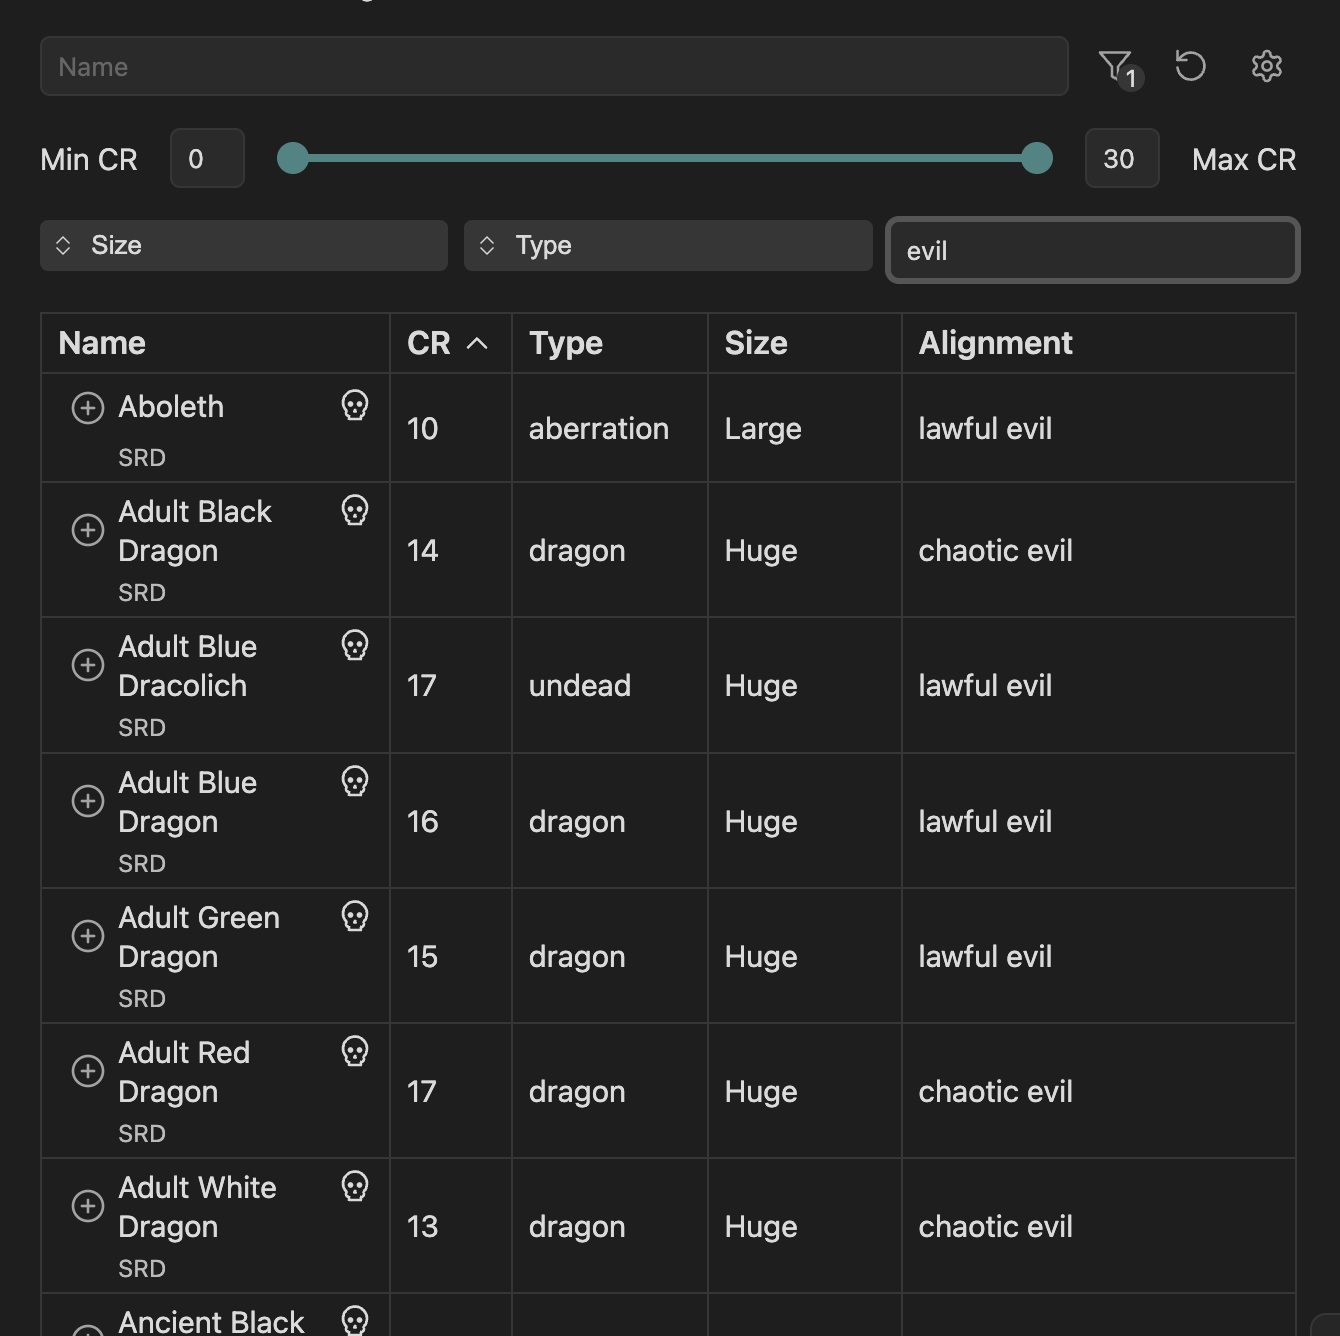 Name
1
Min CR 0 30 Max CR
Size Type evil
Name CR Type Size Alignment
Aboleth
SRD
10 aberration Large lawful evil
Adult Black
Dragon
SRD
14 dragon Huge chaotic evil
Adult Blue
Dracolich
SRD
17 undead Huge lawful evil
Adult Blue
Dragon
SRD
16 dragon Huge lawful evil
Adult Green
Dragon
SRD
15 dragon Huge lawful evil
Adult Red
Dragon
SRD
17 dragon Huge chaotic evil
Adult White
Dragon
SRD
13 dragon Huge chaotic evil
Ancient Black